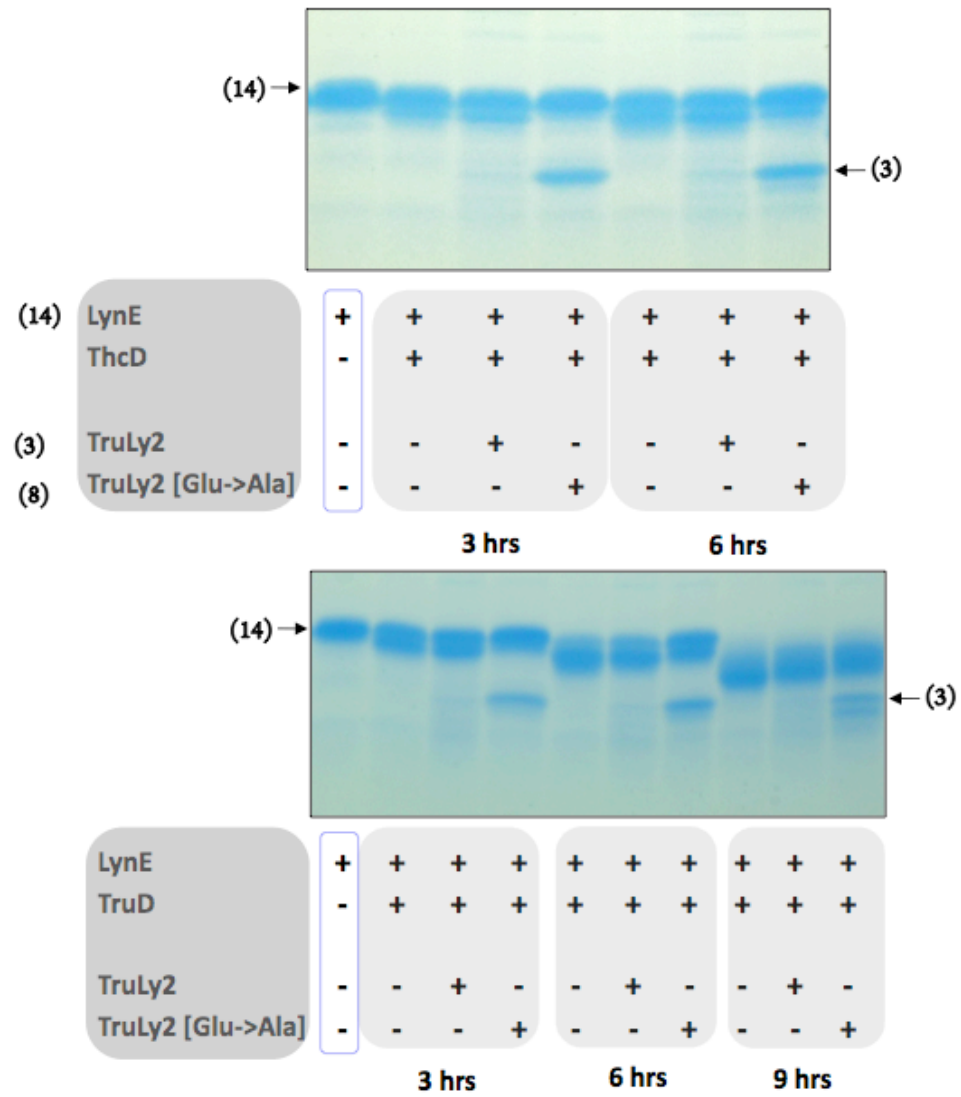 (14)
(3)
(14) LynE + + + + + + +
ThcD - + + + + + +
(3) TruLy2 - - + - - + -
(8) TruLy2 [Glu->Ala] - - - + - - +
3 hrs 6 hrs
(14)
(3)
LynE + + + + + + + + + +
TruD - + + + + + + + + +
TruLy2 - - + - - + - - + -
TruLy2 [Glu->Ala] - - - + - - + - - +
3 hrs 6 hrs 9 hrs